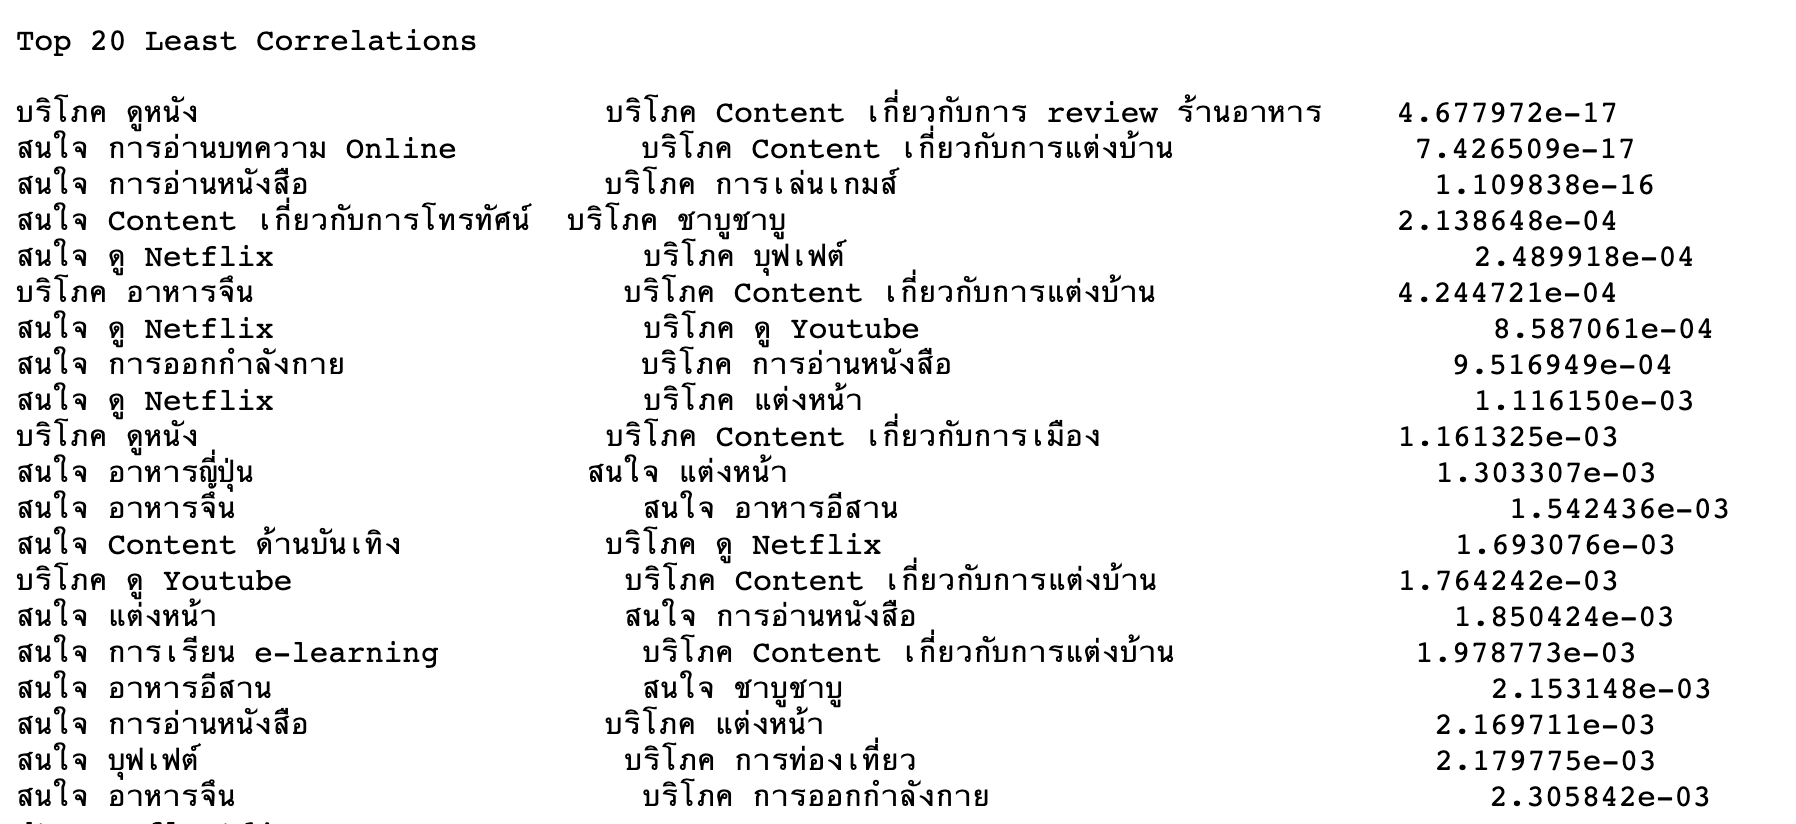 Top 20 Least Correlations
บริโภค ดูหนัง บริโภค Content เกี่ยวกับการ review ร้านอาหาร 4.677972e-17
สนใจ การอ่านบทความ Online บริโภค Content เกี่ยวกับการแต่งบ้าน 7.426509e-17
สนใจ การอ่านหนังสือ บริโภค การเล่นเกมส์ 1.109838e-16
สนใจ Content เกี่ยวกับการโทรทัศน์ บริโภค ชาบูชาบู 2.138648e-04
สนใจ ดู Netflix บริโภค บุฟเฟต์ 2.489918e-04
บริโภค อาหารจีน บริโภค Content เกี่ยวกับการแต่งบ้าน 4.244721e-04
สนใจ ดู Netflix บริโภค ดู Youtube 8.587061e-04
สนใจ การออกกำลังกาย บริโภค การอ่านหนังสือ 9.516949e-04
สนใจ ดู Netflix บริโภค แต่งหน้า 1.116150e-03
บริโภค ดูหนัง บริโภค Content เกี่ยวกับการเมือง 1.161325e-03
สนใจ อาหารญี่ปุ่น สนใจ แต่งหน้า 1.303307e-03
สนใจ อาหารจีน สนใจ อาหารอีสาน 1.542436e-03
สนใจ Content ด้านบันเทิง บริโภค ดู Netflix 1.693076e-03
บริโภค ดู Youtube บริโภค Content เกี่ยวกับการแต่งบ้าน 1.764242e-03
สนใจ แต่งหน้า สนใจ การอ่านหนังสือ 1.850424e-03
สนใจ การเรียน e-learning บริโภค Content เกี่ยวกับการแต่งบ้าน 1.978773e-03
สนใจ อาหารอีสาน สนใจ ชาบูชาบู 2.153148e-03
สนใจ การอ่านหนังสือ บริโภค แต่งหน้า 2.169711e-03
สนใจ บุฟเฟต์ บริโภค การท่องเที่ยว 2.179775e-03
สนใจ อาหารจีน บริโภค การออกกำลังกาย 2.305842e-03